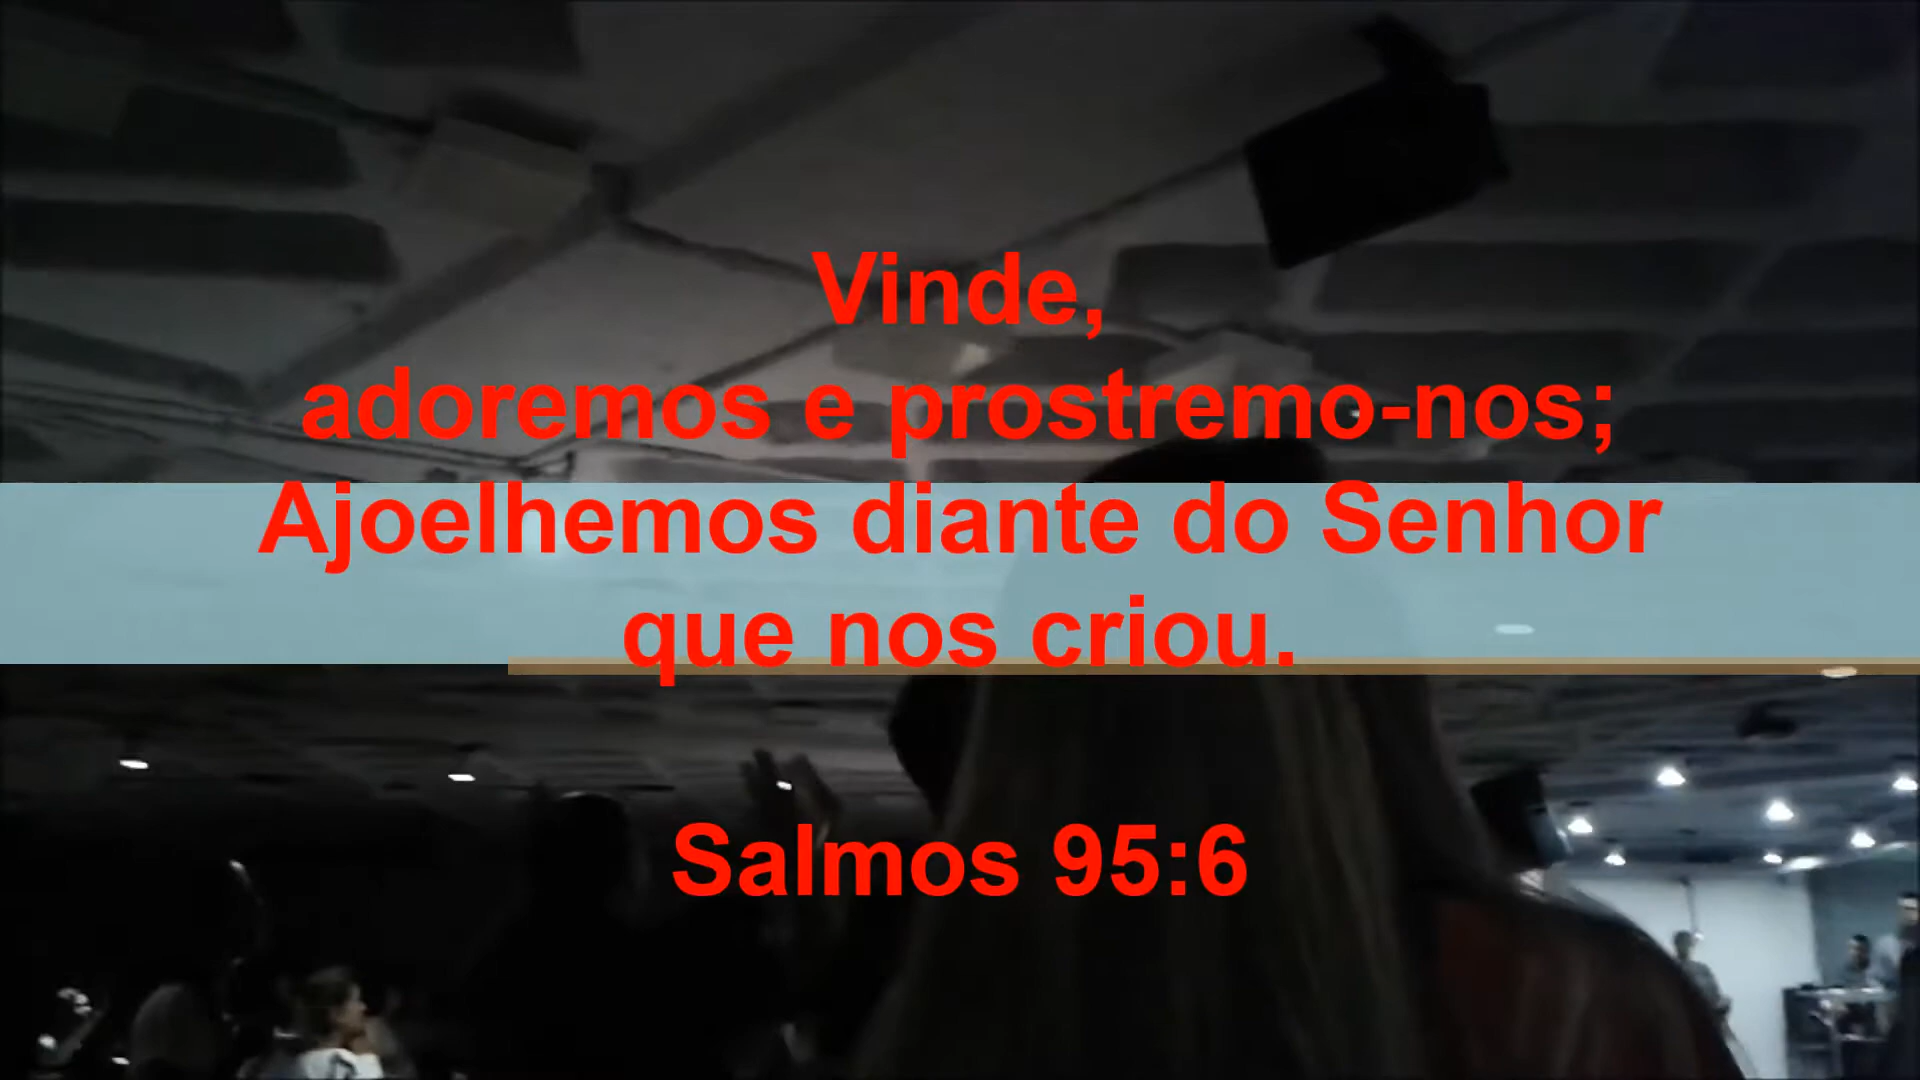 Vinde,
adoremos e prostremo-nos;
Ajoelhemos diante do Senhor
que nos criou.
Salmos 95:6